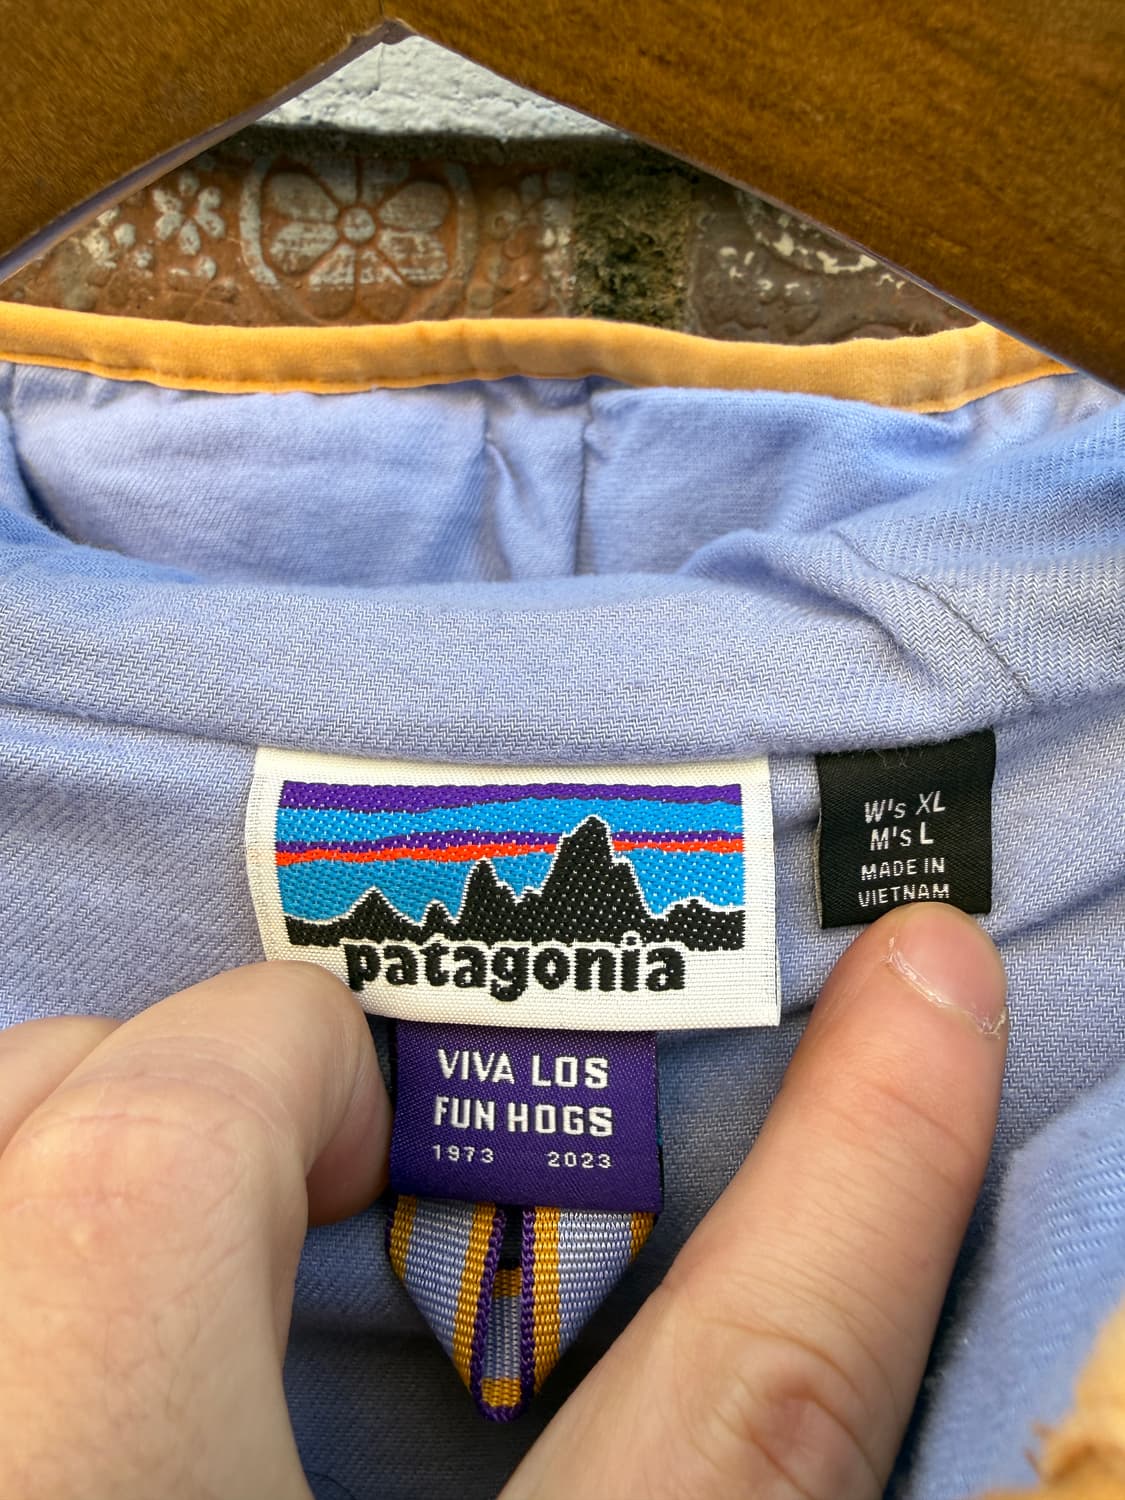 patagonia
VIVA LOS
FUN HOGS
1973 2023
W's XL
M's L
MADE IN
VIETNAM